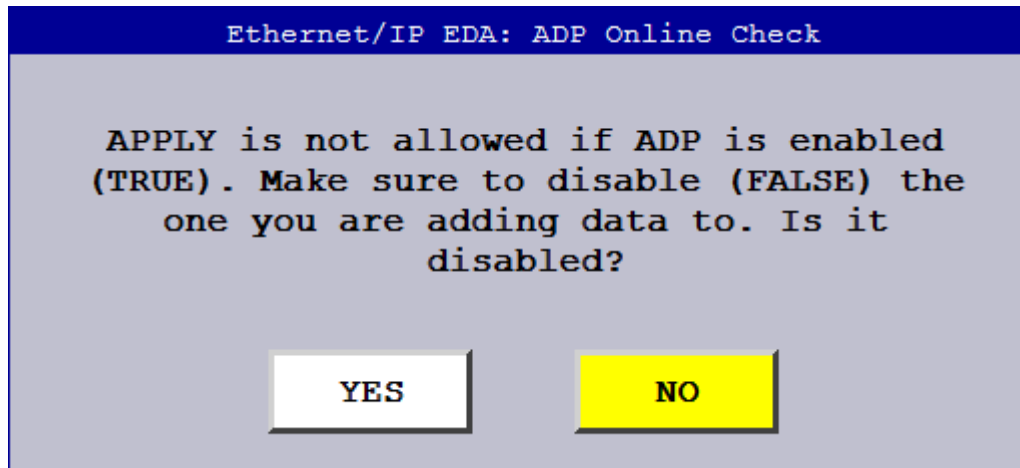 Ethernet/IP EDA: ADP Online Check
APPLY is not allowed if ADP is enabled
(TRUE). Make sure to disable (FALSE) the
one you are adding data to. Is it
disabled?
YES
NO